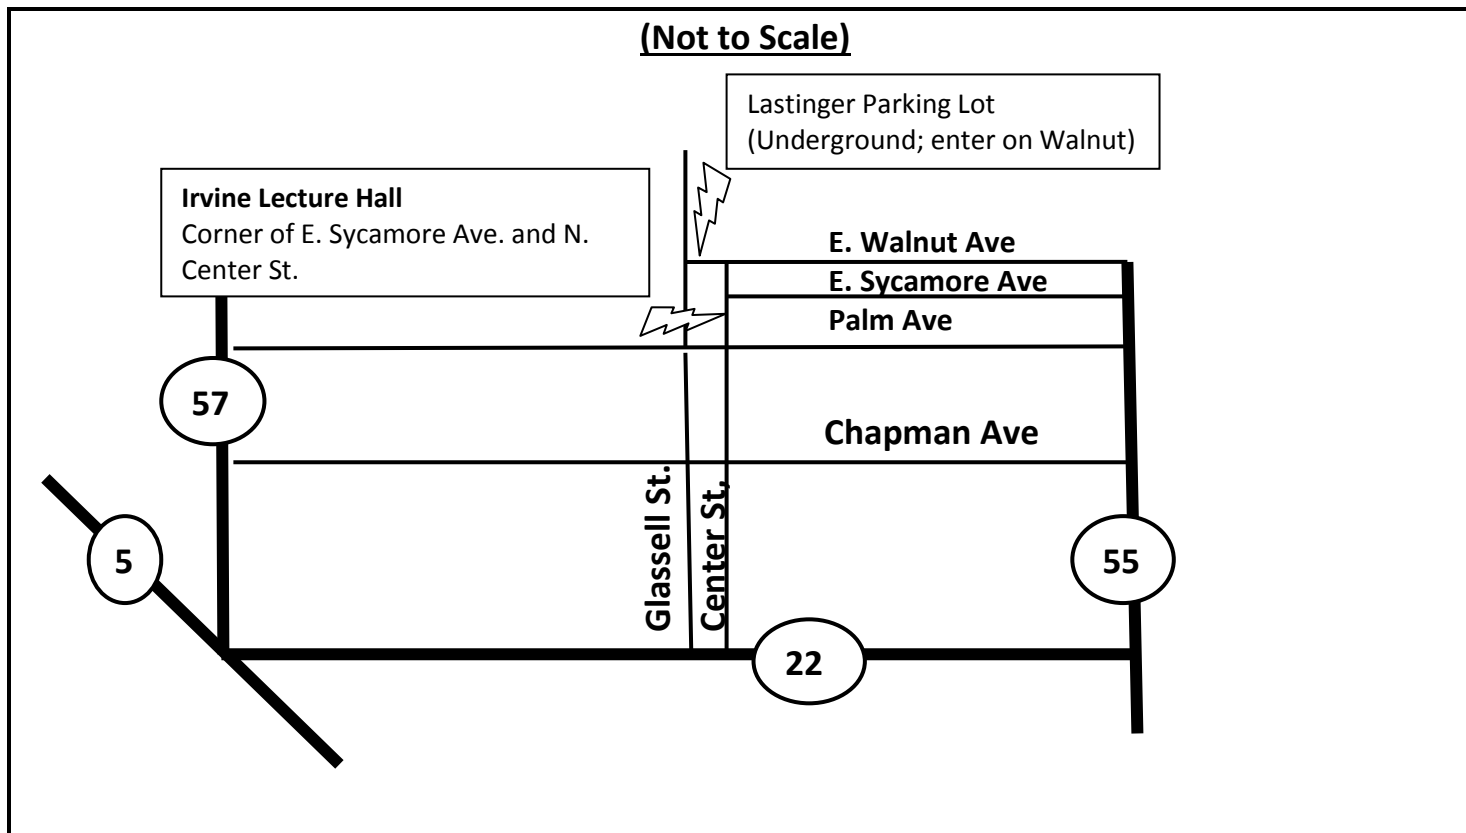 (Not to Scale)
Lastinger Parking Lot
(Underground; enter on Walnut)
Irvine Lecture Hall
Corner of E. Sycamore Ave. and N.
Center St.
E. Walnut Ave
E. Sycamore Ave
Palm Ave
57
Chapman Ave
Glassell St.
Center St,
5
55
22